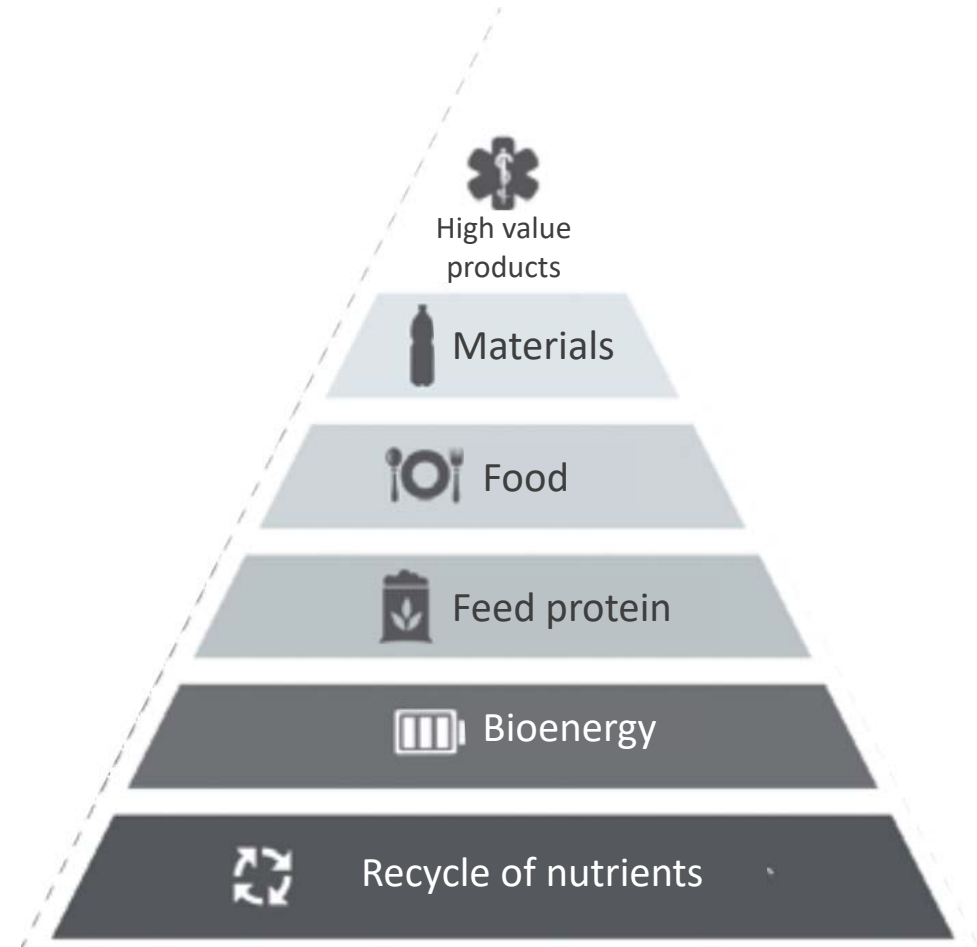 High value
products
Materials
Food
Feed protein
Bioenergy
Recycle of nutrients